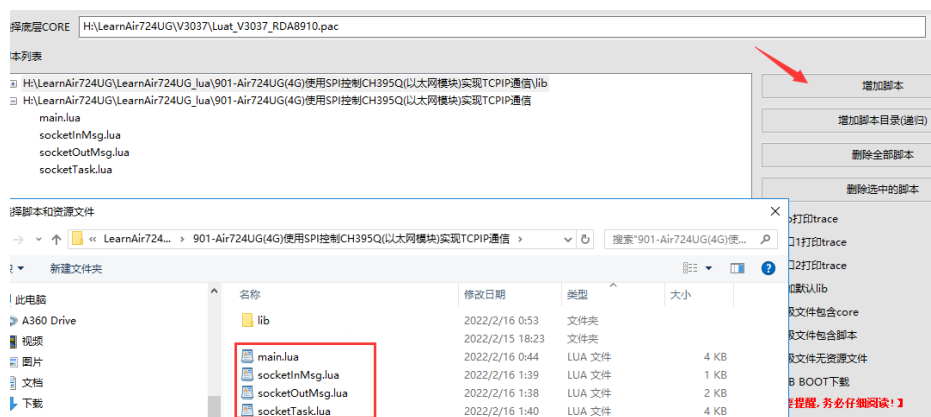 择底层CORE H:\LearnAir724UG\V3037\Luat_V3037_RDA8910.pac
本列表
H:\LearnAir724UG\LearnAir724UG_lua\901-Air724UG(4G)使用SPI控制CH395Q(以太网模块)实现TCPIP通信\lib
增加脚本
H:\LearnAir724UG\LearnAir724UG_lua\901-Air724UG(4G)使用SPI控制CH395Q(以太网模块)实现TCPIP通信
main.lua
增加脚本目录(递归)
socketInMsg.lua
socketOutMsg.lua
删除全部脚本
socketTask.lua
删除选中的脚本
选择脚本和资源文件
打印trace
« LearnAir724... › 901-Air724UG(4G)使用SPI控制CH395Q(以太网模块)实现TCPIP通信 ›
搜索"901-Air724UG(4G)使...
口1打印trace
新建文件夹
口2打印trace
名称 修改日期 类型 大小
加默认lib
此电脑
A360 Drive
lib 2022/2/16 0:53 文件夹
级文件包含core
视频
2022/2/15 18:23 文件夹
级文件包含脚本
图片
main.lua 2022/2/16 0:44 LUA 文件 4 KB
级文件无资源文件
文档
socketInMsg.lua 2022/2/16 1:39 LUA 文件 1 KB
B BOOT下载
socketOutMsg.lua 2022/2/16 1:38 LUA 文件 2 KB
下载
socketTask.lua 2022/2/16 1:40 LUA 文件 4 KB
要提醒,务必仔细阅读!】